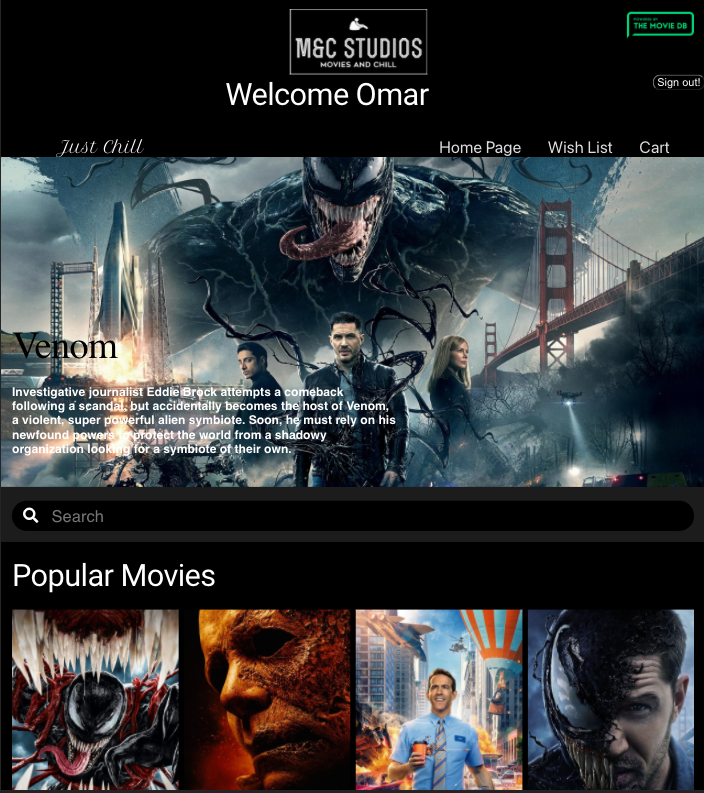 M&C STUDIOS
MOVIES AND CHILL
POWERED BY
THE MOVIE DB
Sign out!
Welcome Omar
Just Chill
Home Page Wish List Cart
Venom
Investigative journalist Eddie Brock attempts a comeback
following a scandal, but accidentally becomes the host of Venom,
a violent, super powerful alien symbiote. Soon, he must rely on his
newfound powers to protect the world from a shadowy
organization looking for a symbiote of their own.
Search
Popular Movies